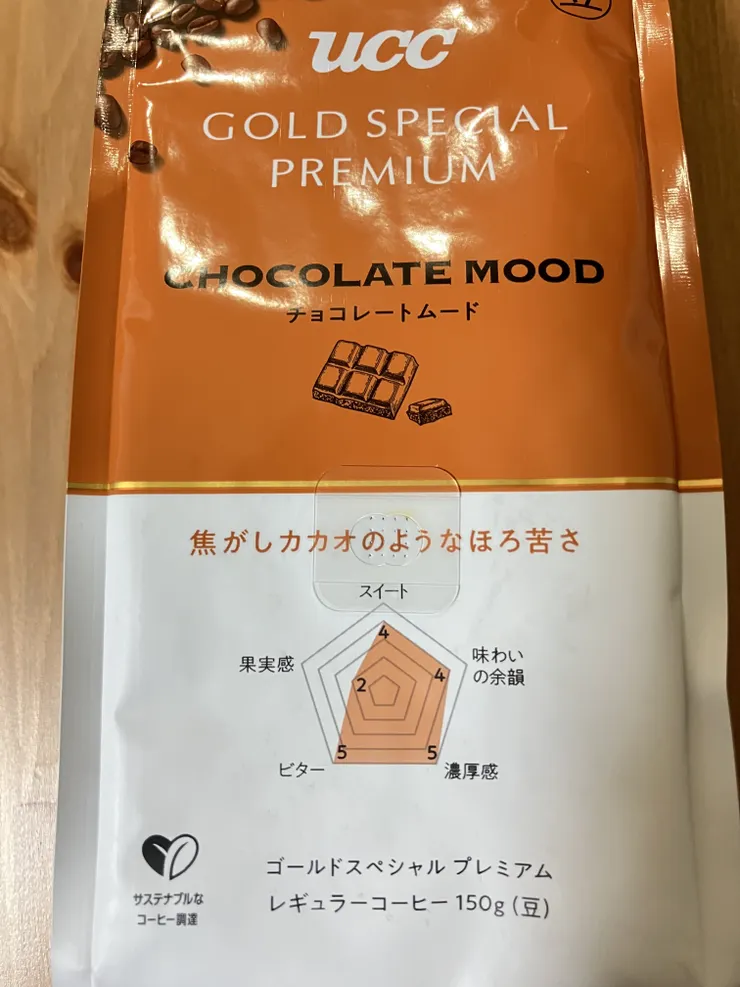 豆
ucc
GOLD SPECIAL
PREMIUM
CHOCOLATE MOOD
チョコレートムード
焦がしカカオのようなほろ苦さ
スイート
4
果実感
2
味わい
の余韻
4
ビター
5
5
濃厚感
サステナブルな
コーヒー調達
ゴールドスペシャル プレミアム
レギュラーコーヒー 150g (豆)